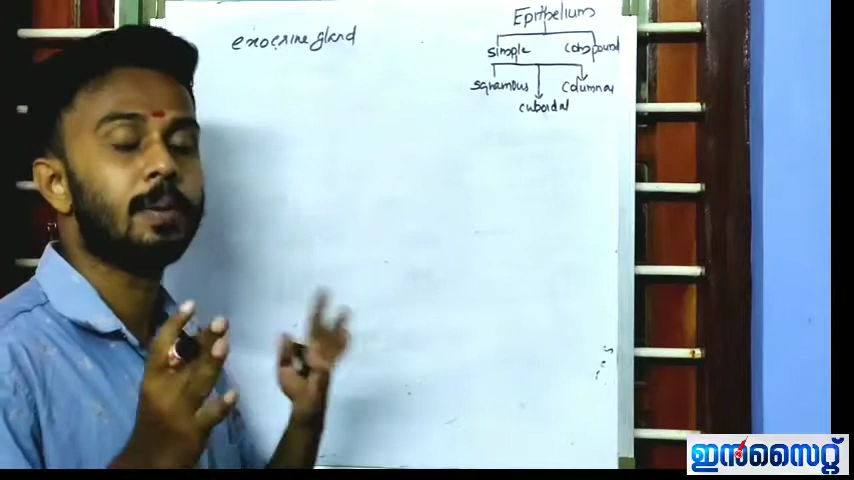 exocrine gland
Epithelium
simple compound
squamous columnar
cuboidal
ഇൻസൈറ്റ്